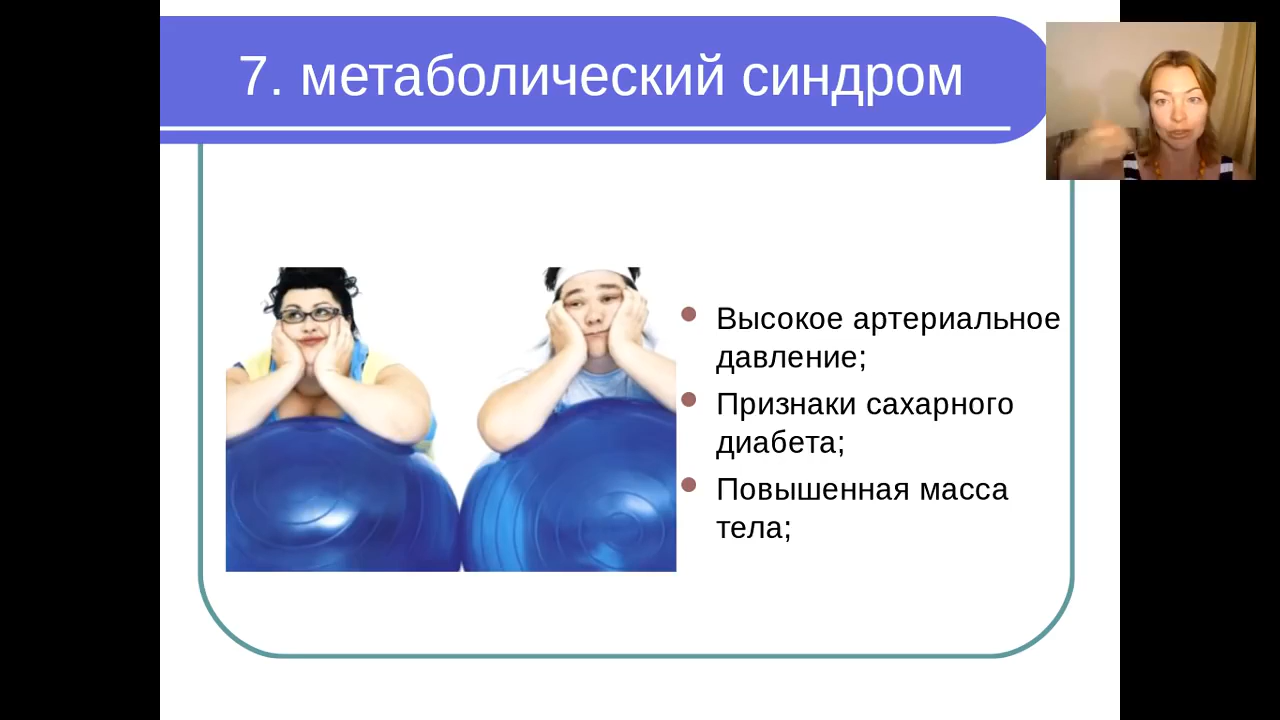 7. метаболический синдром
Высокое артериальное
давление;
Признаки сахарного
диабета;
Повышенная масса
тела;